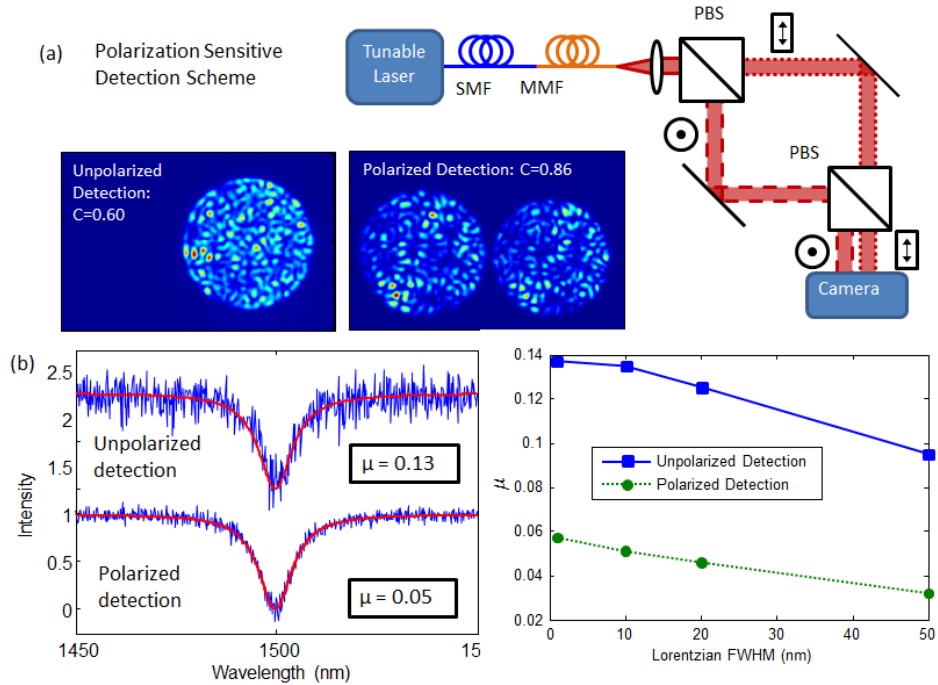 (a)
Polarization Sensitive
Detection Scheme
Tunable
Laser
SMF
MMF
PBS
PBS
Camera
Unpolarized
Detection:
C=0.60
Polarized Detection: C=0.86
(b)
2.5
2
1.5
1
0.5
0
Intensity
Unpolarized
detection
μ = 0.13
Polarized
detection
μ = 0.05
1450
1500
15
Wavelength (nm)
0.14
0.12
0.1
0.08
0.06
0.04
0.02
μ
Unpolarized Detection
Polarized Detection
0
10
20
30
40
50
Lorentzian FWHM (nm)